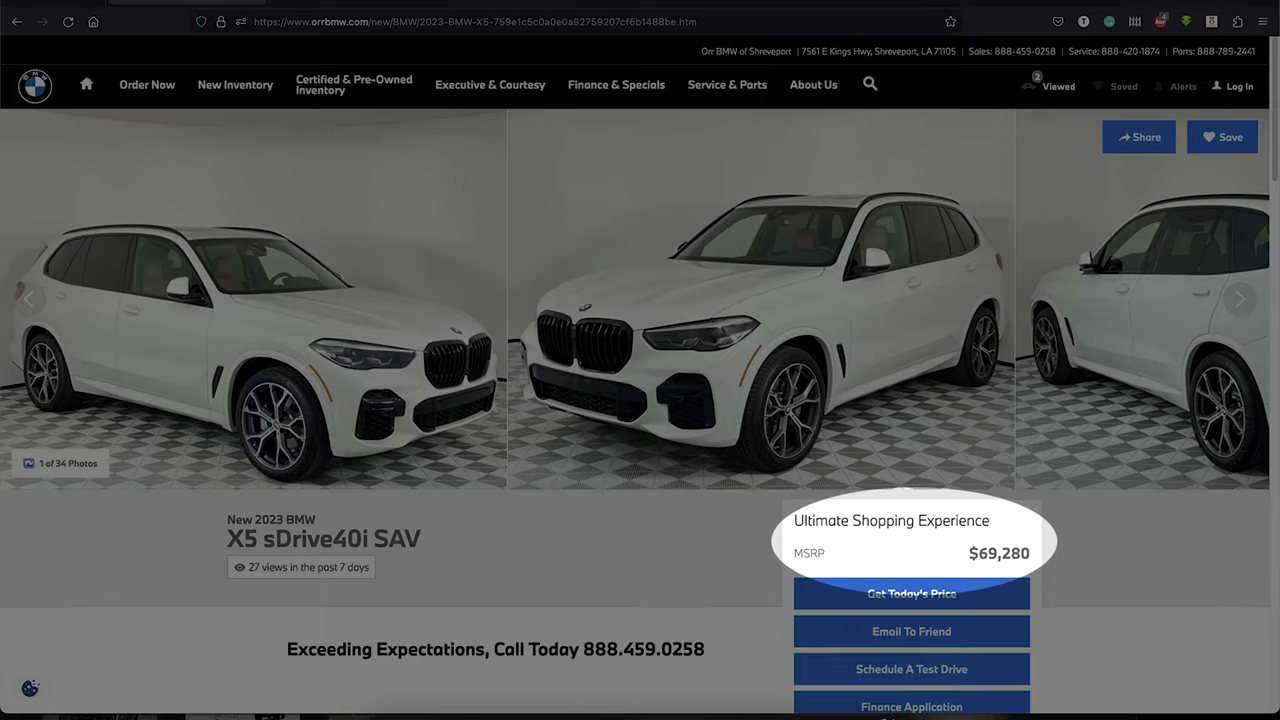 https://www.orrbmw.com/new/BMW/2023-BMW-X5-759e1c5c0a0e0a92759207cf6b1488be.htm
Orr BMW of Shreveport | 7561 E Kings Hwy, Shreveport, LA 71105 | Sales: 888-459-0258 | Service: 888-420-1874 | Parts: 888-789-2441
BMW
Order Now
New Inventory
Certified & Pre-Owned
Inventory
Executive & Courtesy
Finance & Specials
Service & Parts
About Us
2
Viewed
Saved
Alerts
Log In
Share
Save
1 of 34 Photos
New 2023 BMW
X5 sDrive40i SAV
27 views in the past 7 days
Ultimate Shopping Experience
MSRP $69,280
Get Today's Price
Email To Friend
Schedule A Test Drive
Finance Application
Exceeding Expectations, Call Today 888.459.0258